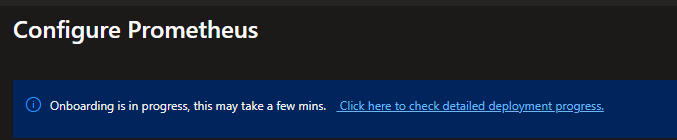 Configure Prometheus
Onboarding is in progress, this may take a few mins. Click here to check detailed deployment progress.